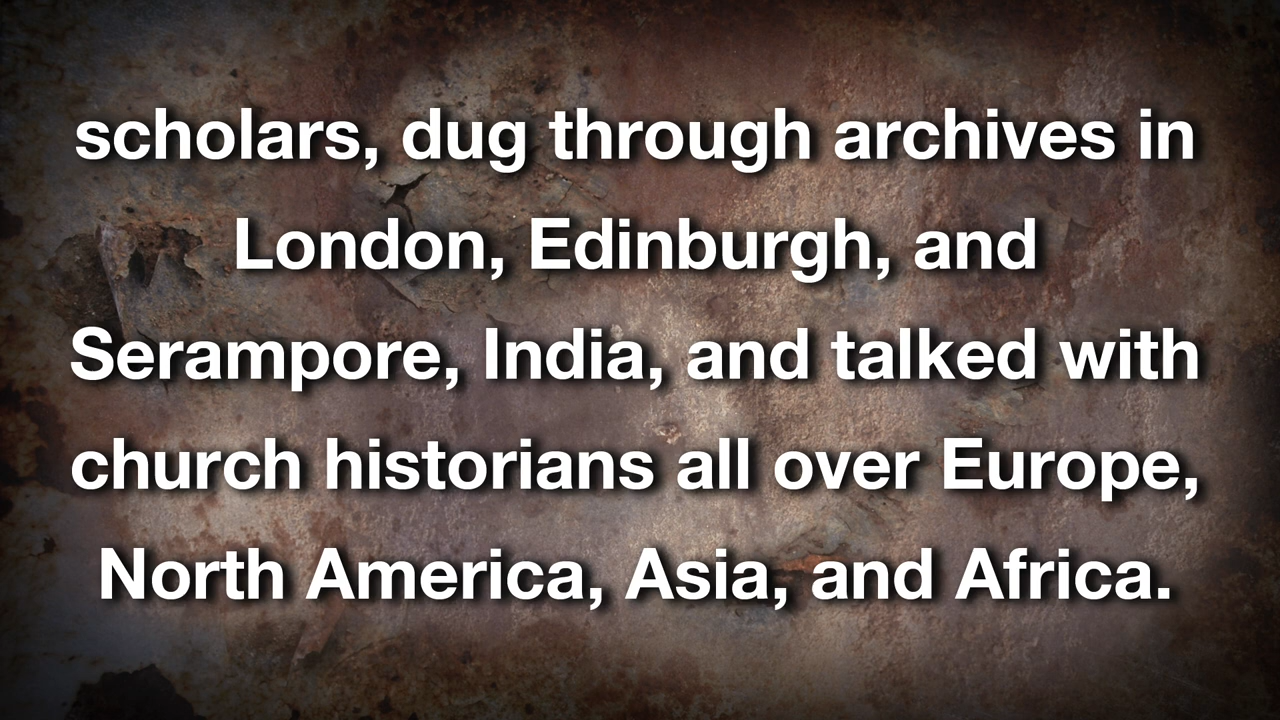 scholars, dug through archives in
London, Edinburgh, and
Serampore, India, and talked with
church historians all over Europe,
North America, Asia, and Africa.